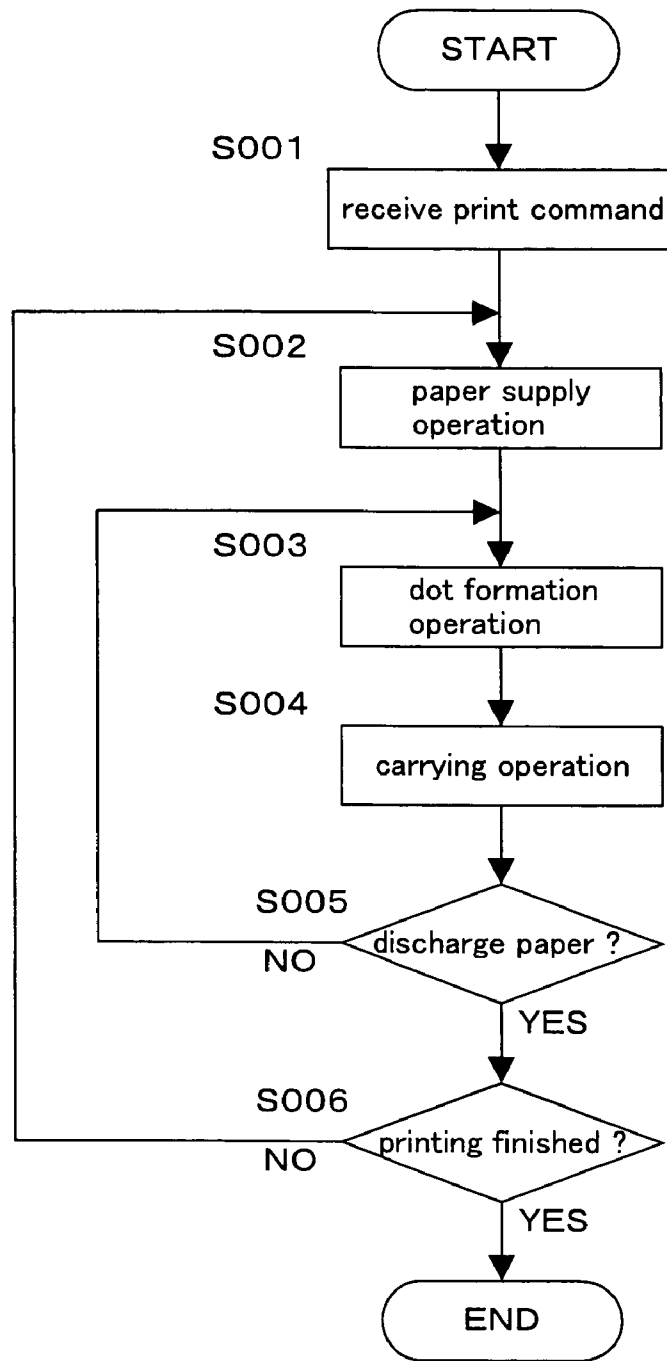 START
S001
receive print command
S002
paper supply
operation
S003
dot formation
operation
S004
carrying operation
S005
discharge paper ?
NO
YES
S006
printing finished ?
NO
YES
END